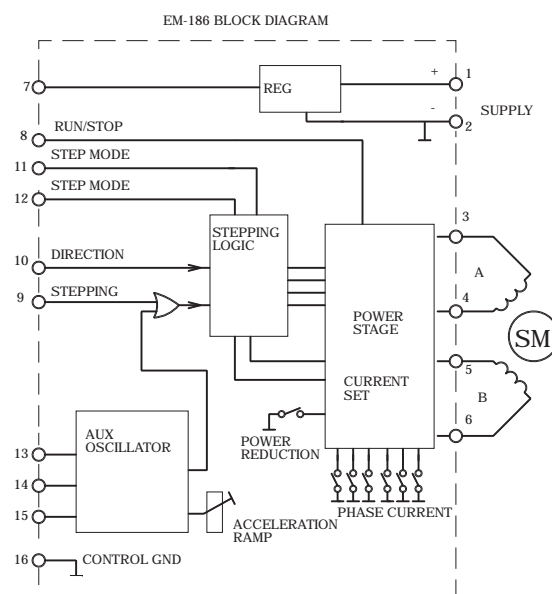 EM-186 BLOCK DIAGRAM
7
REG
+
1
-
2
SUPPLY
8
RUN/STOP
11
STEP MODE
12
STEP MODE
STEPPING
LOGIC
3
10
DIRECTION
A
9
STEPPING
4
POWER
STAGE
SM
5
CURRENT
SET
B
6
POWER
REDUCTION
AUX
OSCILLATOR
13
14
15
PHASE CURRENT
ACCELERATION
RAMP
16
CONTROL GND